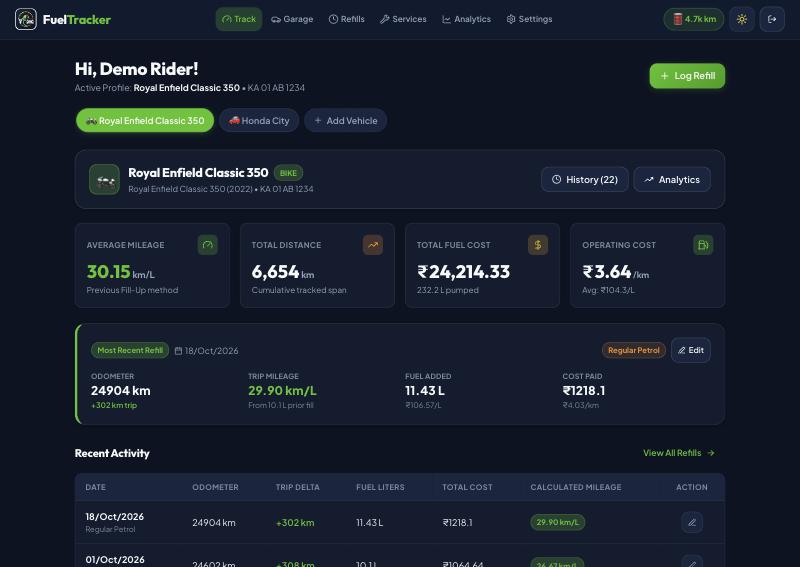 FuelTracker
Track
Garage
Refills
Services
Analytics
Settings
4.7k km
Hi, Demo Rider!
Active Profile: Royal Enfield Classic 350 • KA 01 AB 1234
Log Refill
Royal Enfield Classic 350
Honda City
+ Add Vehicle
Royal Enfield Classic 350 BIKE
Royal Enfield Classic 350 (2022) • KA 01 AB 1234
History (22)
Analytics
AVERAGE MILEAGE
30.15 km/L
Previous Fill-Up method
TOTAL DISTANCE
6,654 km
Cumulative tracked span
TOTAL FUEL COST
₹24,214.33
232.2 L pumped
OPERATING COST
₹3.64 /km
Avg: ₹104.3/L
Most Recent Refill 18/Oct/2026
Regular Petrol
Edit
ODOMETER
24904 km
+302 km trip
TRIP MILEAGE
29.90 km/L
From 10.1 L prior fill
FUEL ADDED
11.43 L
₹106.57/L
COST PAID
₹1218.1
₹4.03/km
Recent Activity
View All Refills →
DATE ODOMETER TRIP DELTA FUEL LITERS TOTAL COST CALCULATED MILEAGE ACTION
18/Oct/2026 24904 km +302 km 11.43 L ₹1218.1 29.90 km/L
Regular Petrol
01/Oct/2026 24602 km +308 km 10.1 L ₹1064.64